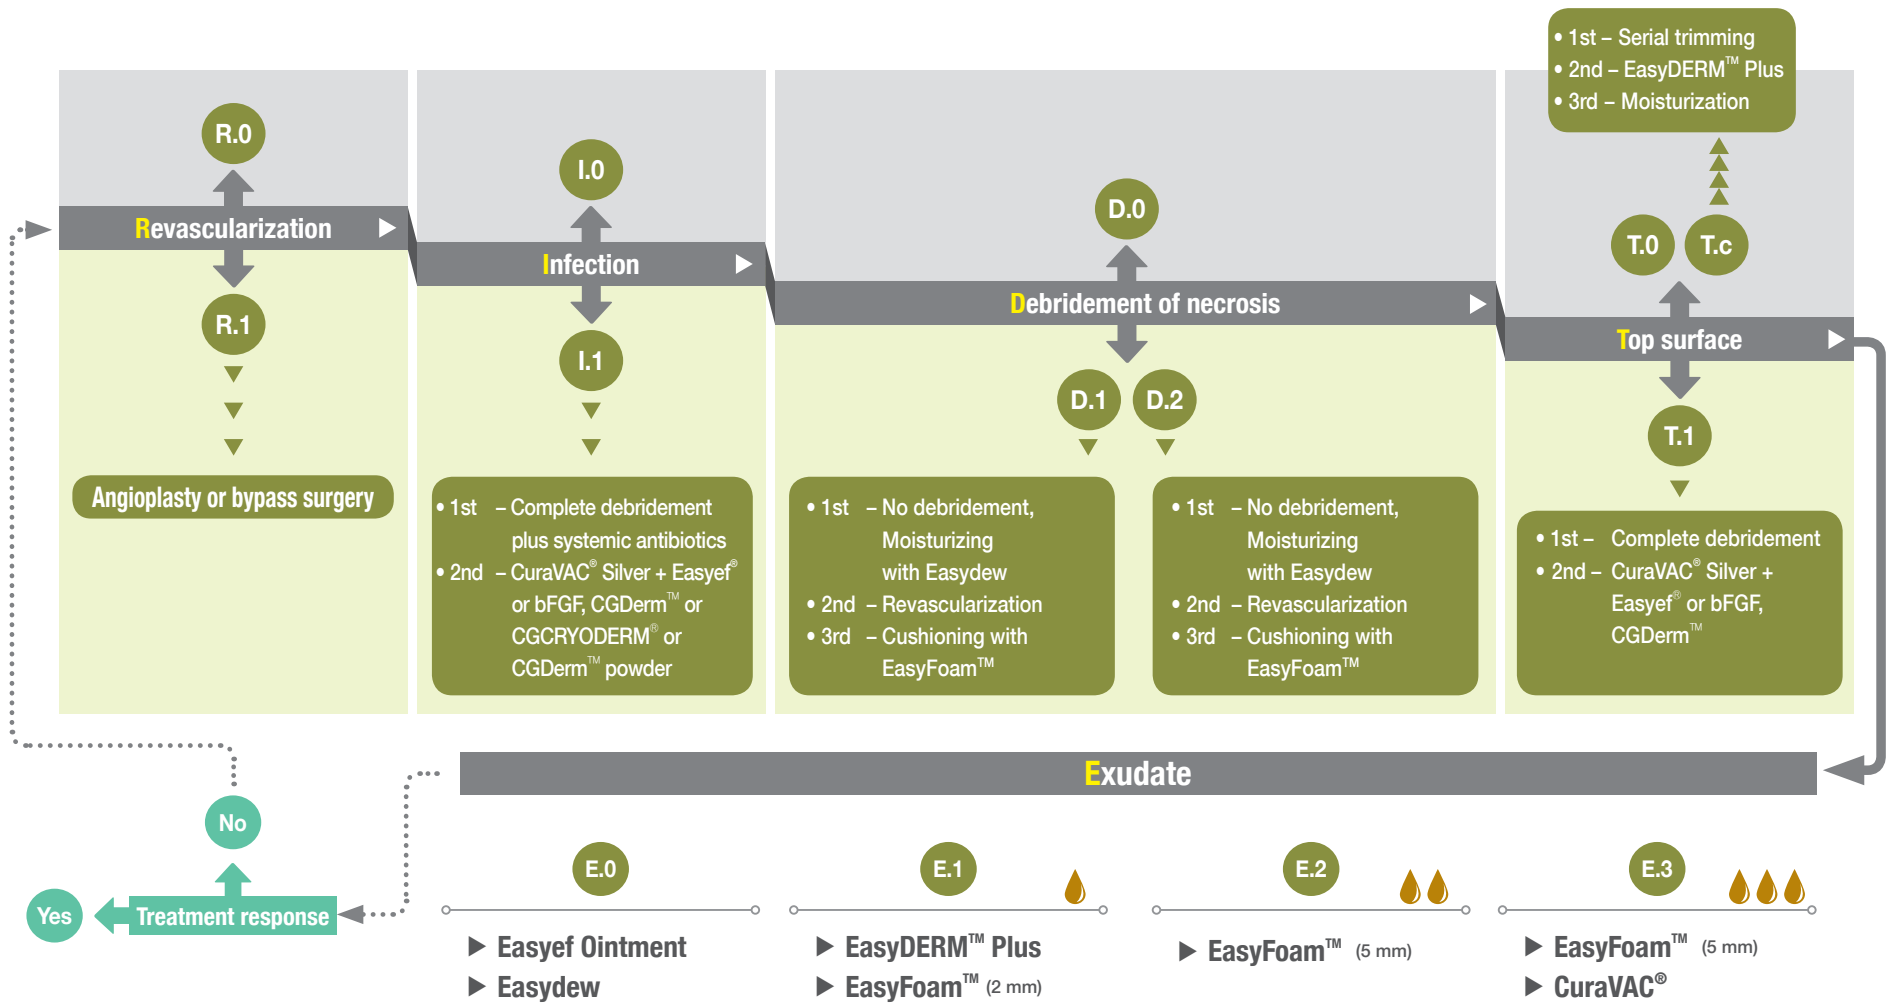 • 1st – Serial trimming
• 2nd – EasyDERM™ Plus
• 3rd – Moisturization
R.0
Revascularization
R.1
Angioplasty or bypass surgery
I.0
Infection
I.1
• 1st – Complete debridement
plus systemic antibiotics
• 2nd – CuraVAC® Silver + Easyef®
or bFGF, CGDerm™ or
CGCRYODERM® or
CGDerm™ powder
D.0
Debridement of necrosis
D.1
D.2
• 1st – No debridement,
Moisturizing
with Easydew
• 2nd – Revascularization
• 3rd – Cushioning with
EasyFoam™
• 1st – No debridement,
Moisturizing
with Easydew
• 2nd – Revascularization
• 3rd – Cushioning with
EasyFoam™
T.0
T.c
Top surface
T.1
• 1st – Complete debridement
• 2nd – CuraVAC® Silver +
Easyef® or bFGF,
CGDerm™
Exudate
No
Yes
Treatment response
E.0
Easyef Ointment
Easydew
E.1
EasyDERM™ Plus
EasyFoam™ (2 mm)
E.2
EasyFoam™ (5 mm)
E.3
EasyFoam™ (5 mm)
CuraVAC®